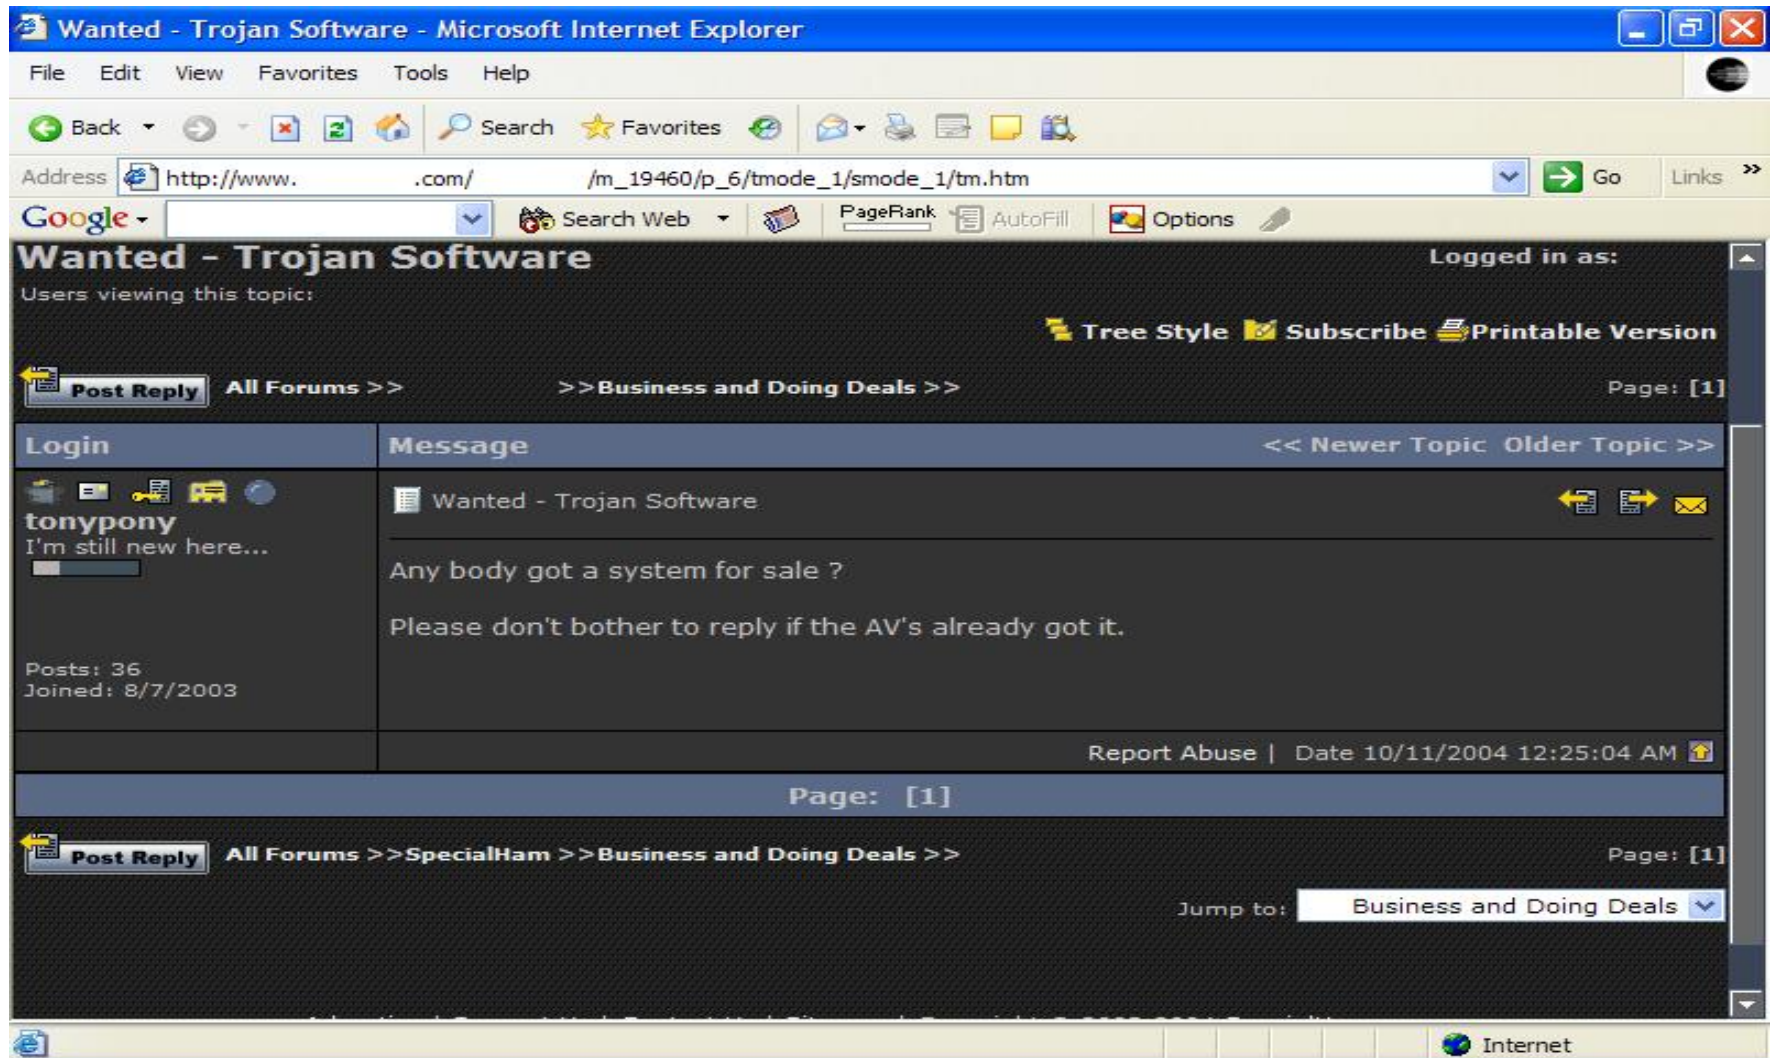 Wanted - Trojan Software - Microsoft Internet Explorer
File Edit View Favorites Tools Help
Back Search Favorites
Address http://www. .com/ /m_19460/p_6/tmode_1/smode_1/tm.htm Go Links »
Google Search Web PageRank AutoFill Options
Wanted - Trojan Software Logged in as:
Users viewing this topic:
Tree Style Subscribe Printable Version
Post Reply All Forums >> >>Business and Doing Deals >> Page: [1]
Login Message << Newer Topic Older Topic >>
Wanted - Trojan Software
tonypony
I'm still new here...
Any body got a system for sale ?
Please don't bother to reply if the AV's already got it.
Posts: 36
Joined: 8/7/2003
Report Abuse | Date 10/11/2004 12:25:04 AM
Page: [1]
Post Reply All Forums >>SpecialHam >>Business and Doing Deals >> Page: [1]
Jump to: Business and Doing Deals
Internet